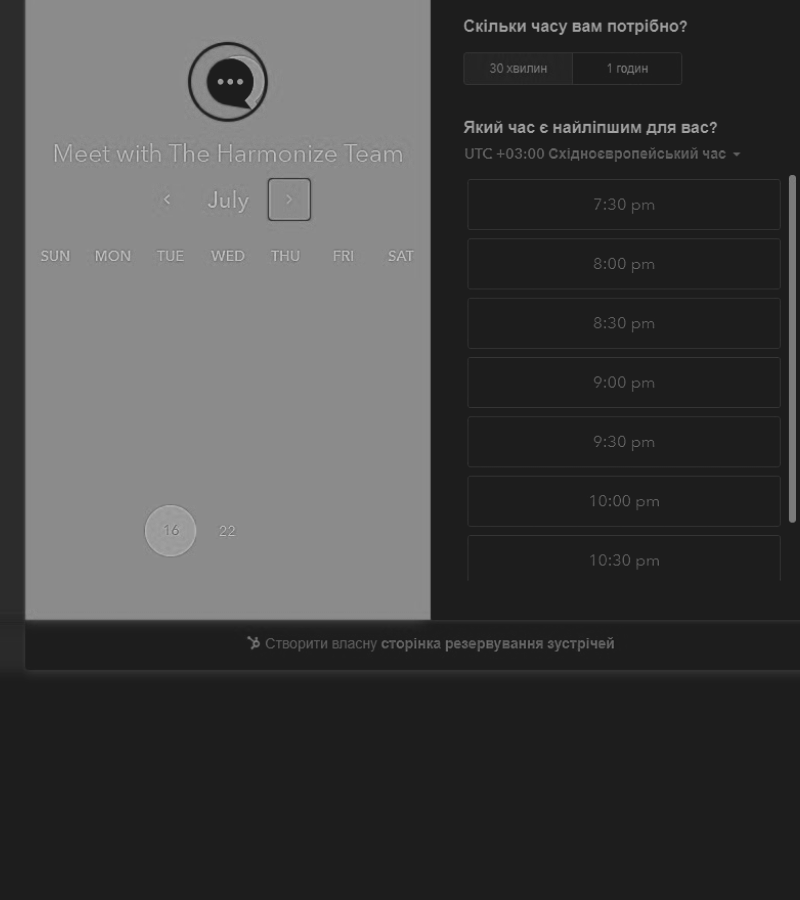 Meet with The Harmonize Team
July
SUN MON TUE WED THU FRI SAT
16 22
Скільки часу вам потрібно?
30 хвилин 1 годин
Який час є найліпшим для вас?
UTC +03:00 Східноєвропейський час
7:30 pm
8:00 pm
8:30 pm
9:00 pm
9:30 pm
10:00 pm
10:30 pm
Створити власну сторінка резервування зустрічей